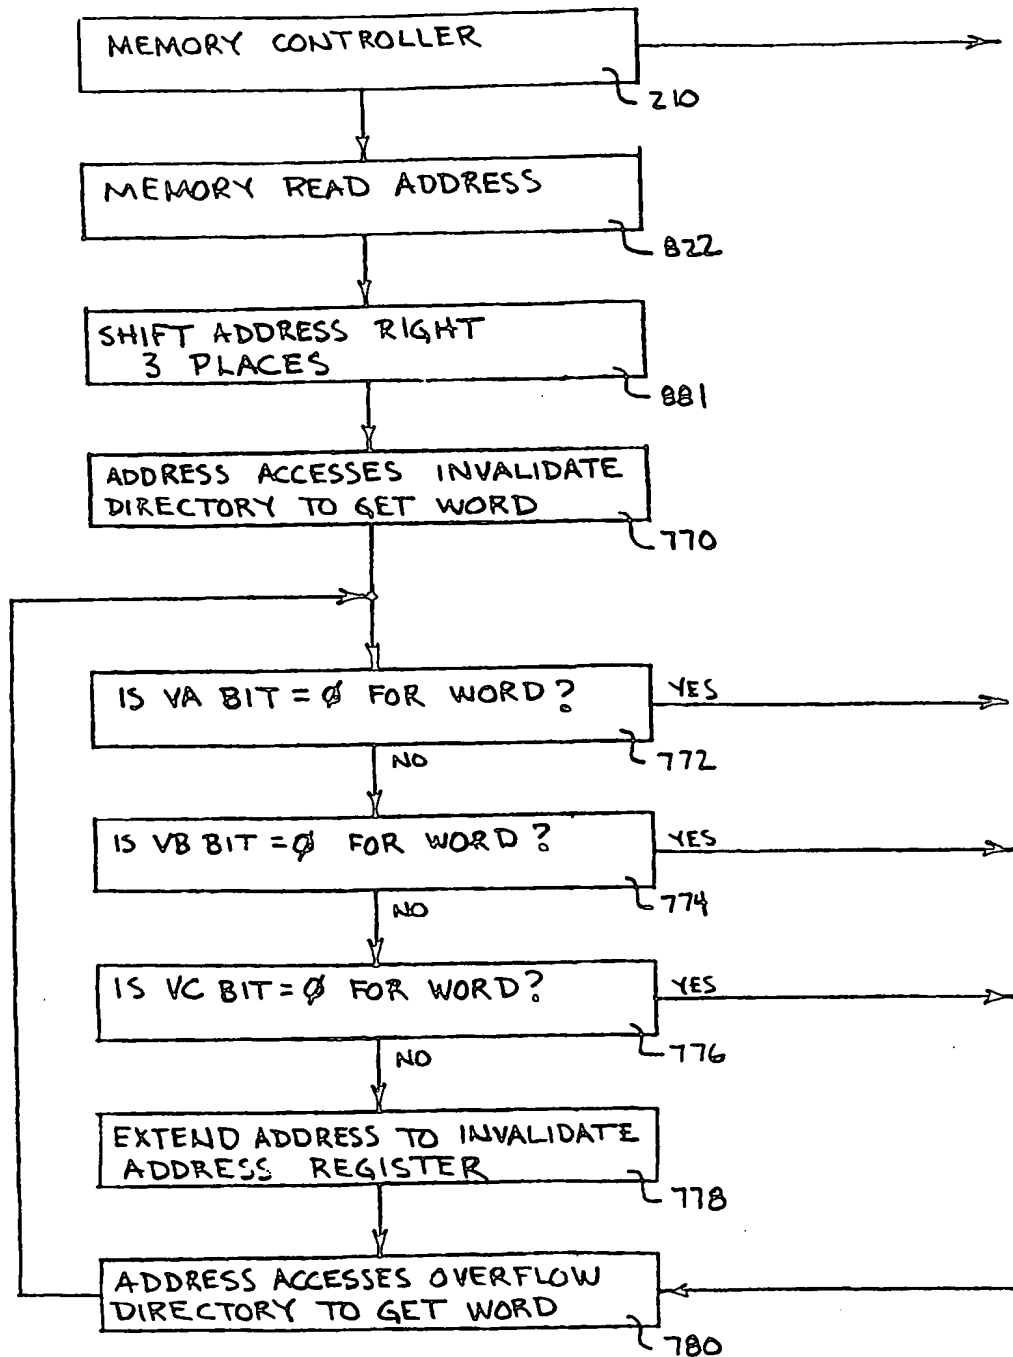 MEMORY CONTROLLER
210
MEMORY READ ADDRESS
822
SHIFT ADDRESS RIGHT
3 PLACES
881
ADDRESS ACCESSES INVALIDATE
DIRECTORY TO GET WORD
770
IS VA BIT = Ø FOR WORD?
YES
772
NO
IS VB BIT = Ø FOR WORD?
YES
774
NO
IS VC BIT = Ø FOR WORD?
YES
776
NO
EXTEND ADDRESS TO INVALIDATE
ADDRESS REGISTER
778
ADDRESS ACCESSES OVERFLOW
DIRECTORY TO GET WORD
780